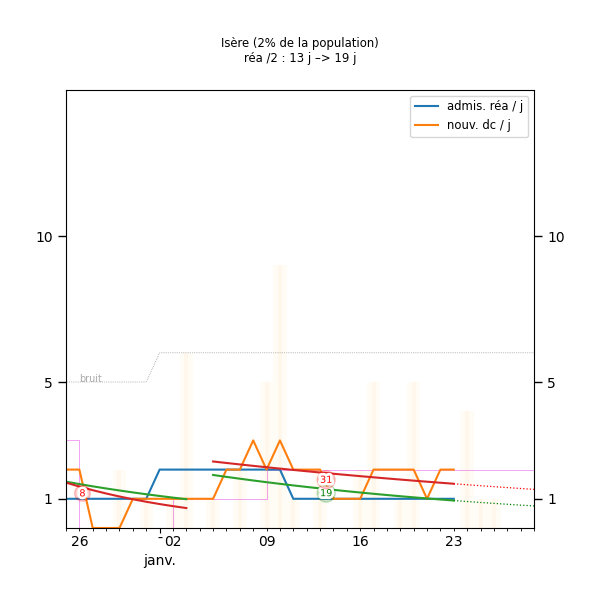 Isère (2% de la population)
réa /2 : 13 j –> 19 j
admis. réa / j
nouv. dc / j
10
10
bruit
5
5
31
8
19
1
1
26
02
09
16
23
janv.